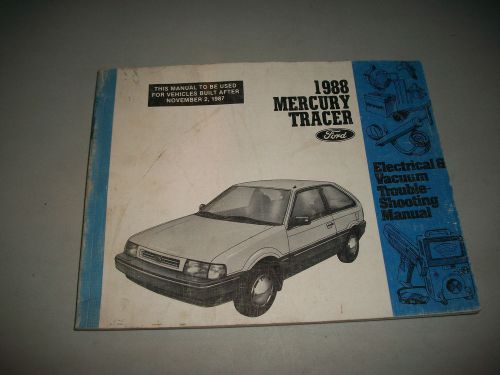 THIS MANUAL TO BE USED
FOR VEHICLES BUILT AFTER
NOVEMBER 2, 1987
1988
MERCURY
TRACER
Ford
Electrical &
Vacuum
Trouble-
Shooting
Manual